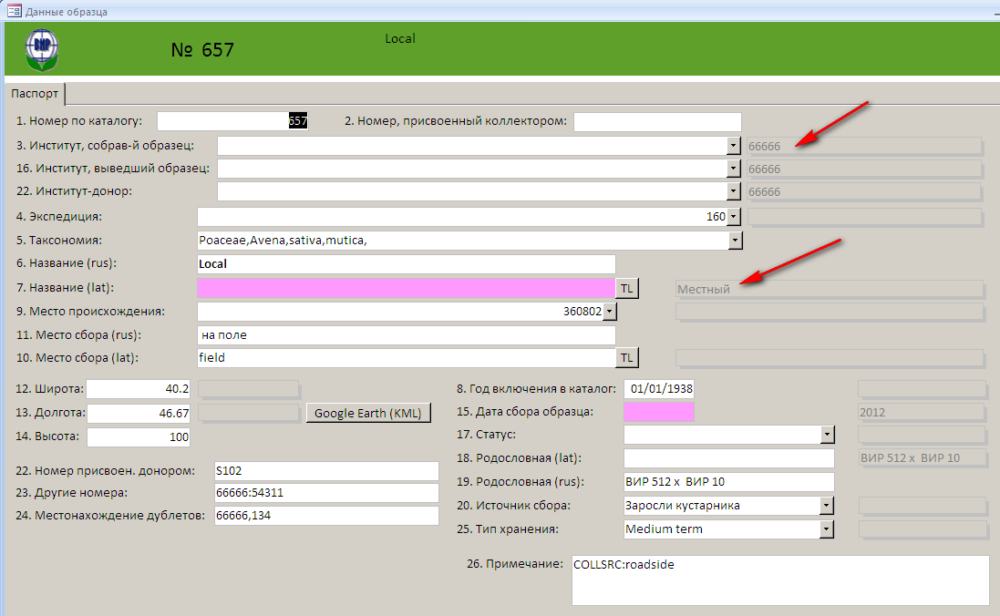 Данные образца
ВИР
№ 657
Local
Паспорт
1. Номер по каталогу: 657 2. Номер, присвоенный коллектором:
3. Институт, собрав-й образец: 66666
16. Институт, выведший образец: 66666
22. Институт-донор: 66666
4. Экспедиция: 160
5. Таксономия: Poaceae,Avena,sativa,mutica,
6. Название (rus): Local
7. Название (lat): TL Местный
9. Место происхождения: 360802
11. Место сбора (rus): на поле
10. Место сбора (lat): field TL
12. Широта: 40.2 8. Год включения в каталог: 01/01/1938
13. Долгота: 46.67 Google Earth (KML) 15. Дата сбора образца: 2012
14. Высота: 100 17. Статус:
18. Родословная (lat): ВИР 512 x ВИР 10
22. Номер присвоен. донором: S102 19. Родословная (rus): ВИР 512 x ВИР 10
23. Другие номера: 66666:54311 20. Источник сбора: Заросли кустарника
24. Местонахождение дублетов: 66666,134 25. Тип хранения: Medium term
26. Примечание: COLLSRC:roadside